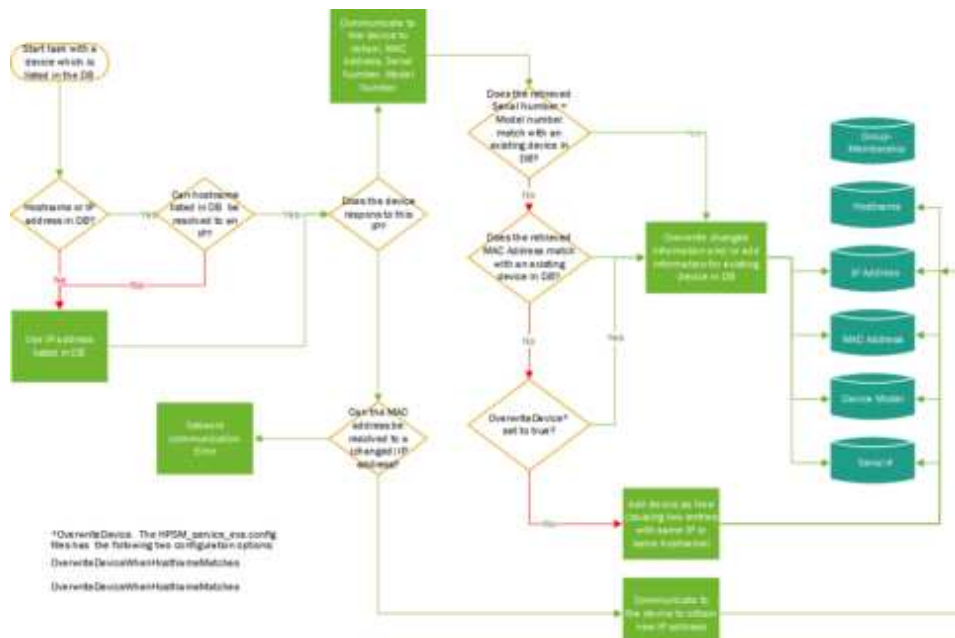 Start task with a
device which is
listed in the DB
Communicate to
the device to
obtain, MAC
Address, Serial
Number, Model
Number
Does the retrieved
Serial Number +
Model number
match with an
existing device in
DB?
Group
Membership
Hostname or IP
address in DB?
Yes
Can hostname
listed in DB be
resolved to an
IP?
Yes
Does the device
respons to this
IP?
No
Hostname
No
No
Does the retrieved
MAC Address match
with an existing
device in DB?
Overwrite changed
information and/or add
information for existing
device in DB
IP Address
Use IP address
listed in DB
No
Yes
MAC Address
Device Model
Network
communication
Error
Can the MAC
address be
resolved to a
(changed) IP
address?
OverwriteDevice*
set to true?
Serial #
No
Add device as New
(causing two entries
with same IP or
same hostname)
*OverwriteDevice. The HPSM_service_exe.config
files has the following two configuration options:
OverwriteDeviceWhenHostNameMatches
OverwriteDeviceWhenHostNameMatches
Communicate to
the device to obtain
new IP address